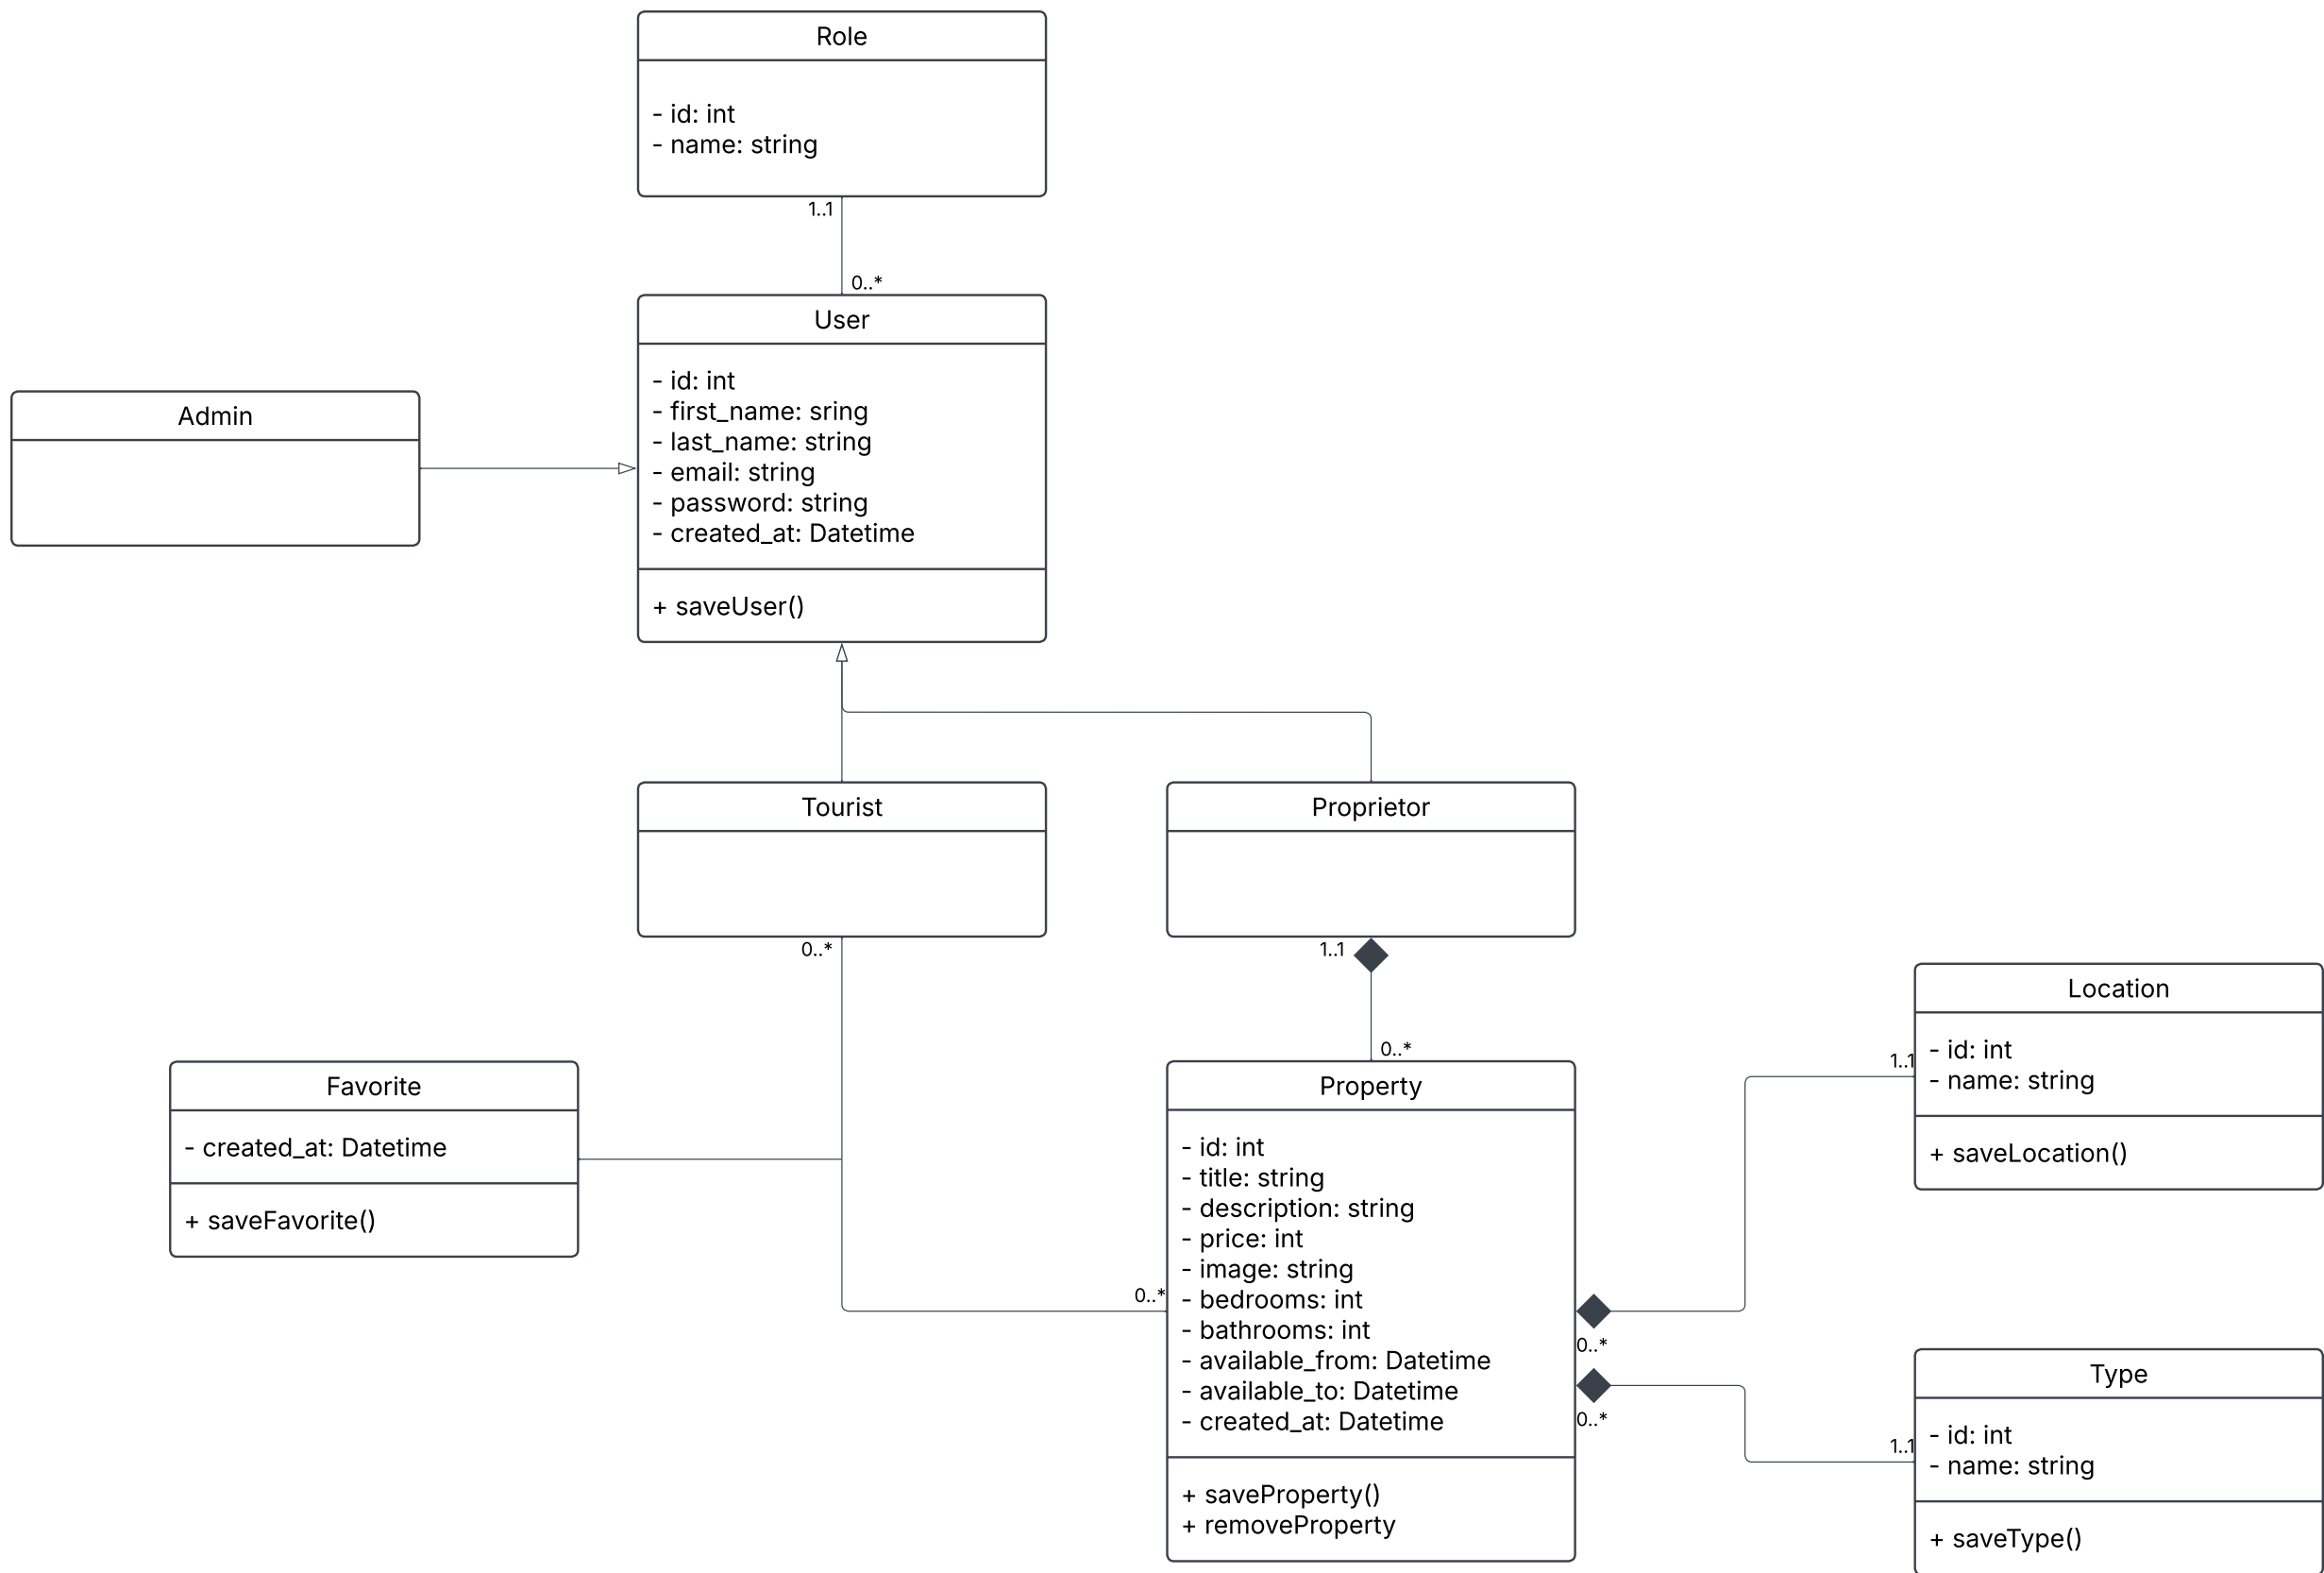 Role
- id: int
- name: string
1..1
0..*
User
- id: int
- first_name: sring
- last_name: string
- email: string
- password: string
- created_at: Datetime
+ saveUser()
Admin
Tourist
0..*
Proprietor
1..1
0..*
Favorite
- created_at: Datetime
+ saveFavorite()
0..*
Property
- id: int
- title: string
- description: string
- price: int
- image: string
- bedrooms: int
- bathrooms: int
- available_from: Datetime
- available_to: Datetime
- created_at: Datetime
+ saveProperty()
+ removeProperty
0..*
0..*
1..1
Location
- id: int
- name: string
+ saveLocation()
1..1
Type
- id: int
- name: string
+ saveType()